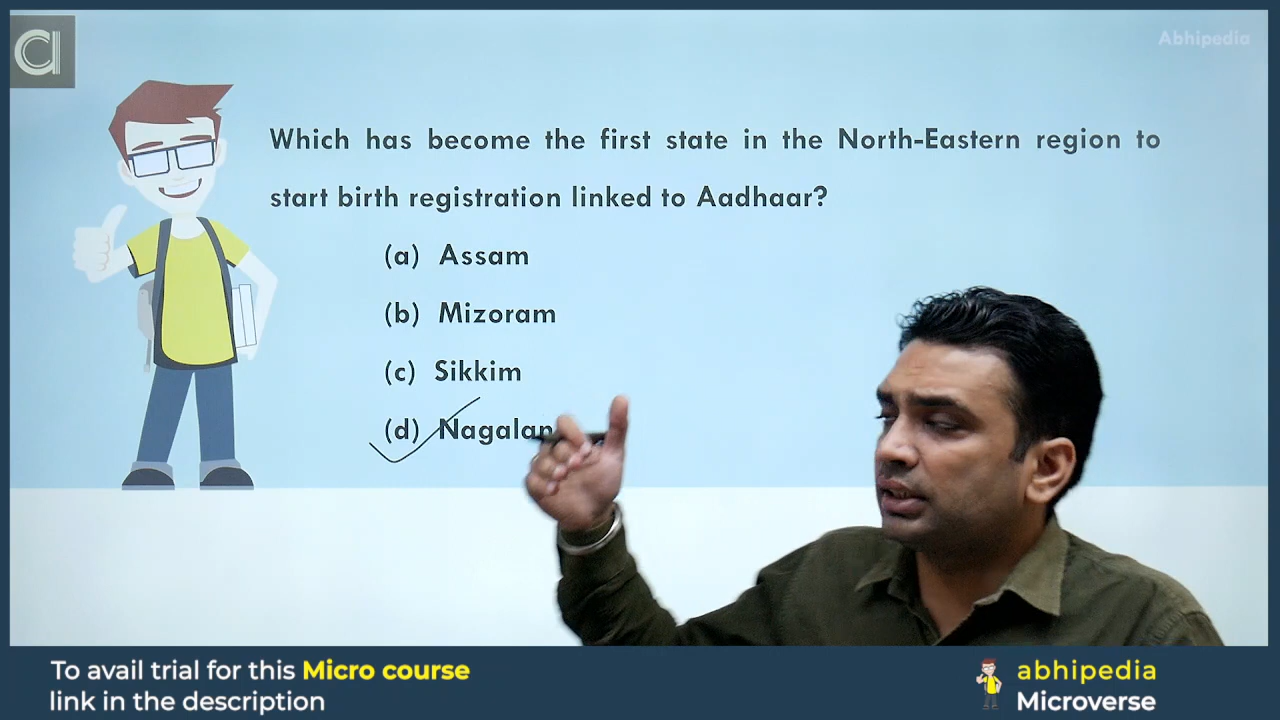 Abhipedia
Which has become the first state in the North-Eastern region to
start birth registration linked to Aadhaar?
(a) Assam
(b) Mizoram
(c) Sikkim
(d) Nagalan
To avail trial for this Micro course
link in the description
abhipedia
Microverse